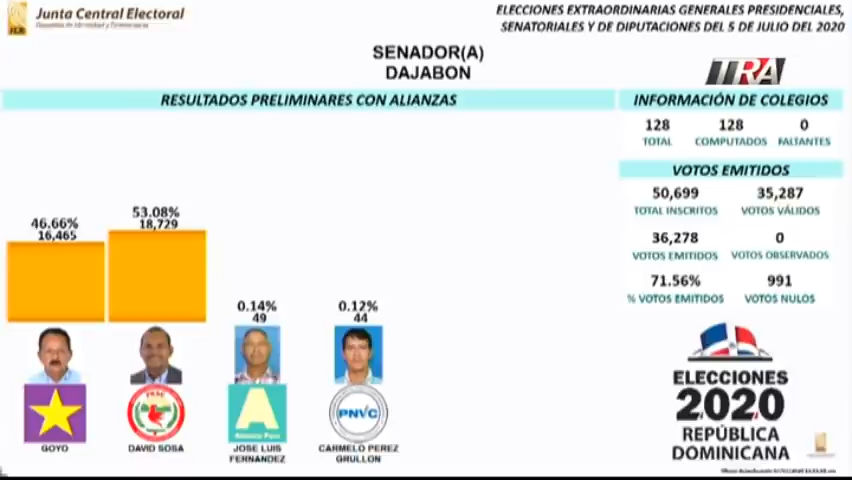 Junta Central Electoral
ELECCIONES EXTRAORDINARIAS GENERALES PRESIDENCIALES,
SENATORIALES Y DE DIPUTACIONES DEL 5 DE JULIO DEL 2020
SENADOR(A)
DAJABON
TRA
RESULTADOS PRELIMINARES CON ALIANZAS
INFORMACIÓN DE COLEGIOS
128 128 0
TOTAL COMPUTADOS FALTANTES
VOTOS EMITIDOS
50,699 35,287
TOTAL INSCRITOS VOTOS VÁLIDOS
36,278 0
VOTOS EMITIDOS VOTOS OBSERVADOS
71.56% 991
% VOTOS EMITIDOS VOTOS NULOS
46.66%
16,465
53.08%
18,729
0.14%
49
0.12%
44
A
PNVC
GOYO
DAVID SOSA
JOSE LUIS
FERNANDEZ
CARMELO PEREZ
GRULLON
ELECCIONES
2020
REPÚBLICA
DOMINICANA